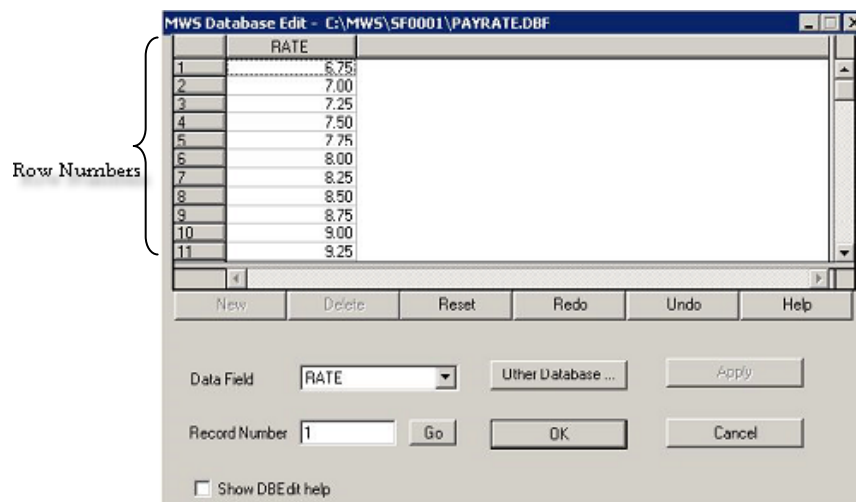 MWS Database Edit - C:\MWS\SF0001\PAYRATE.DBF
RATE
1 6.75
2 7.00
3 7.25
4 7.50
5 7.75
6 8.00
7 8.25
8 8.50
9 8.75
10 9.00
11 9.25
Row Numbers
New Delete Reset Redo Undo Help
Data Field RATE Other Database ... Apply
Record Number 1 Go OK Cancel
Show DBEdit help